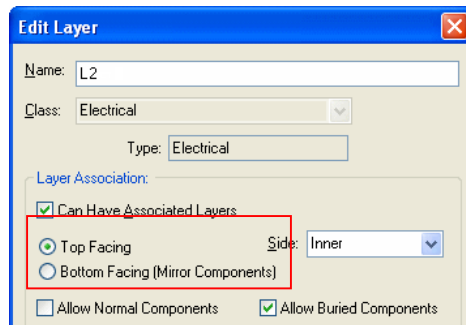 Edit Layer
Name: L2
Class: Electrical
Type: Electrical
Layer Association:
Can Have Associated Layers
Top Facing
Side: Inner
Bottom Facing (Mirror Components)
Allow Normal Components
Allow Buried Components